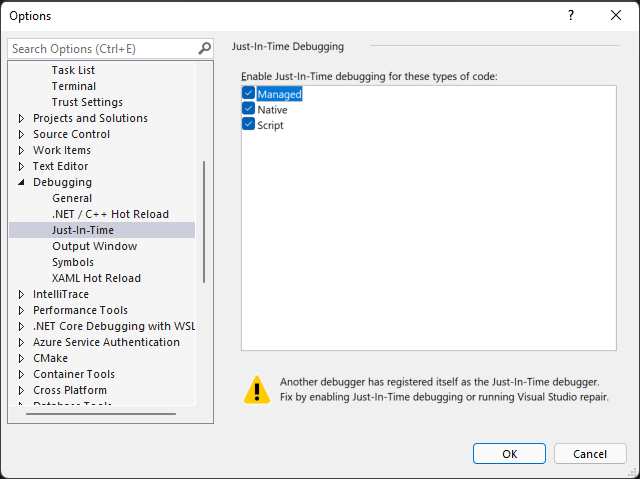 Options
?
Search Options (Ctrl+E)
Task List
Terminal
Trust Settings
Projects and Solutions
Source Control
Work Items
Text Editor
Debugging
General
.NET / C++ Hot Reload
Just-In-Time
Output Window
Symbols
XAML Hot Reload
IntelliTrace
Performance Tools
.NET Core Debugging with WSL
Azure Service Authentication
CMake
Container Tools
Cross Platform
Database Tools
Just-In-Time Debugging
Enable Just-In-Time debugging for these types of code:
Managed
Native
Script
Another debugger has registered itself as the Just-In-Time debugger.
Fix by enabling Just-In-Time debugging or running Visual Studio repair.
OK
Cancel